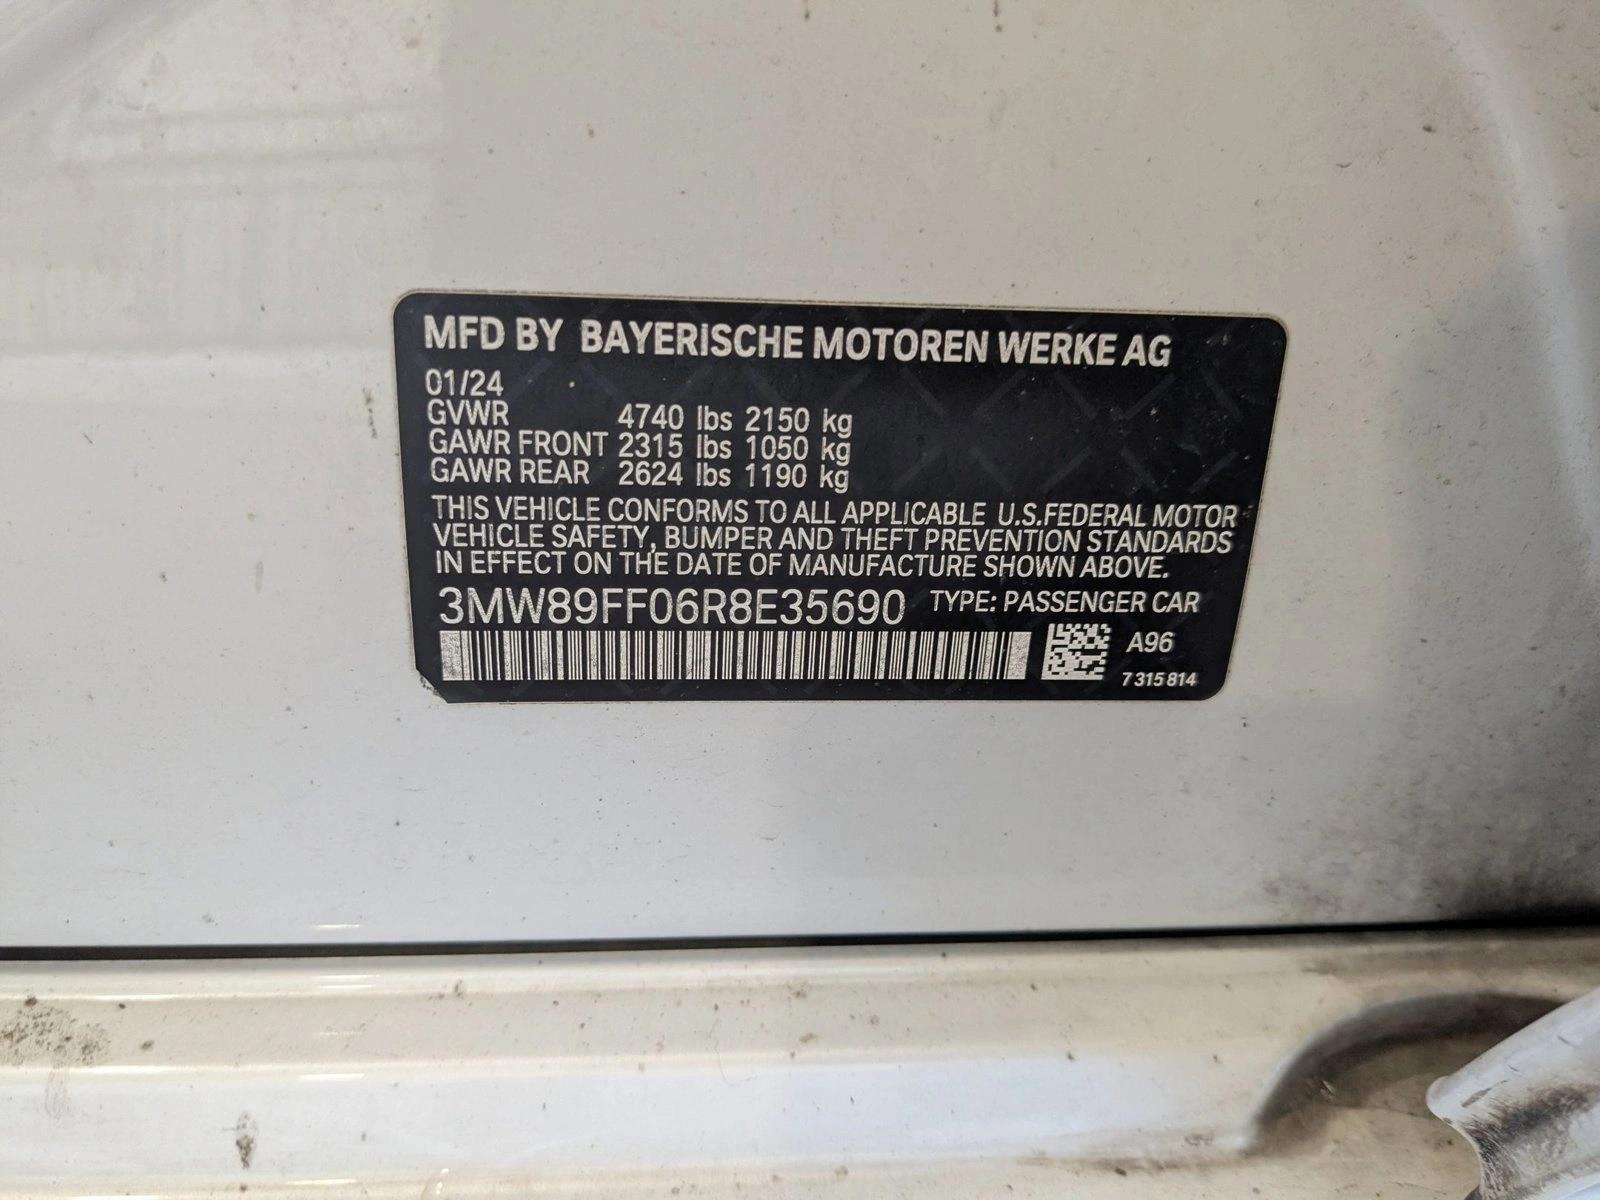 MFD BY BAYERISCHE MOTOREN WERKE AG
01/24
GVWR 4740 lbs 2150 kg
GAWR FRONT 2315 lbs 1050 kg
GAWR REAR 2624 lbs 1190 kg
THIS VEHICLE CONFORMS TO ALL APPLICABLE U.S.FEDERAL MOTOR
VEHICLE SAFETY, BUMPER AND THEFT PREVENTION STANDARDS
IN EFFECT ON THE DATE OF MANUFACTURE SHOWN ABOVE.
3MW89FF06R8E35690 TYPE: PASSENGER CAR
A96
7 315 814